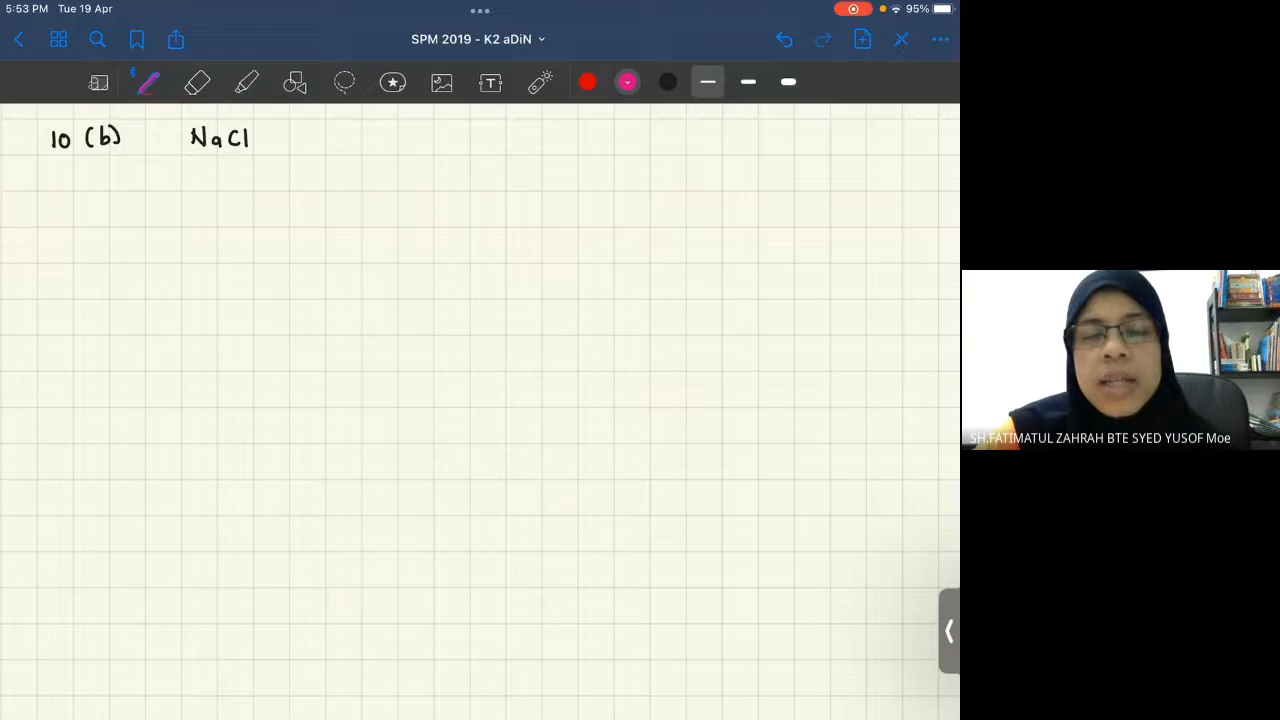 5:53 PM Tue 19 Apr
95%
SPM 2019 - K2 aDiN
T
10 (b) NaCl
SH.FATIMATUL ZAHRAH BTE SYED YUSOF Moe